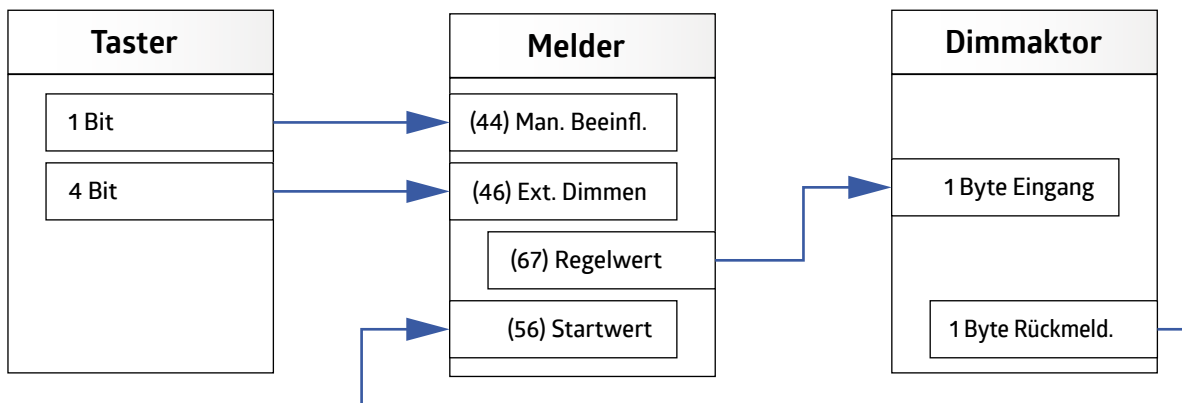 Taster
1 Bit
4 Bit
Melder
(44) Man. Beeinfl.
(46) Ext. Dimmen
(67) Regelwert
(56) Startwert
Dimmaktor
1 Byte Eingang
1 Byte Rückmeld.